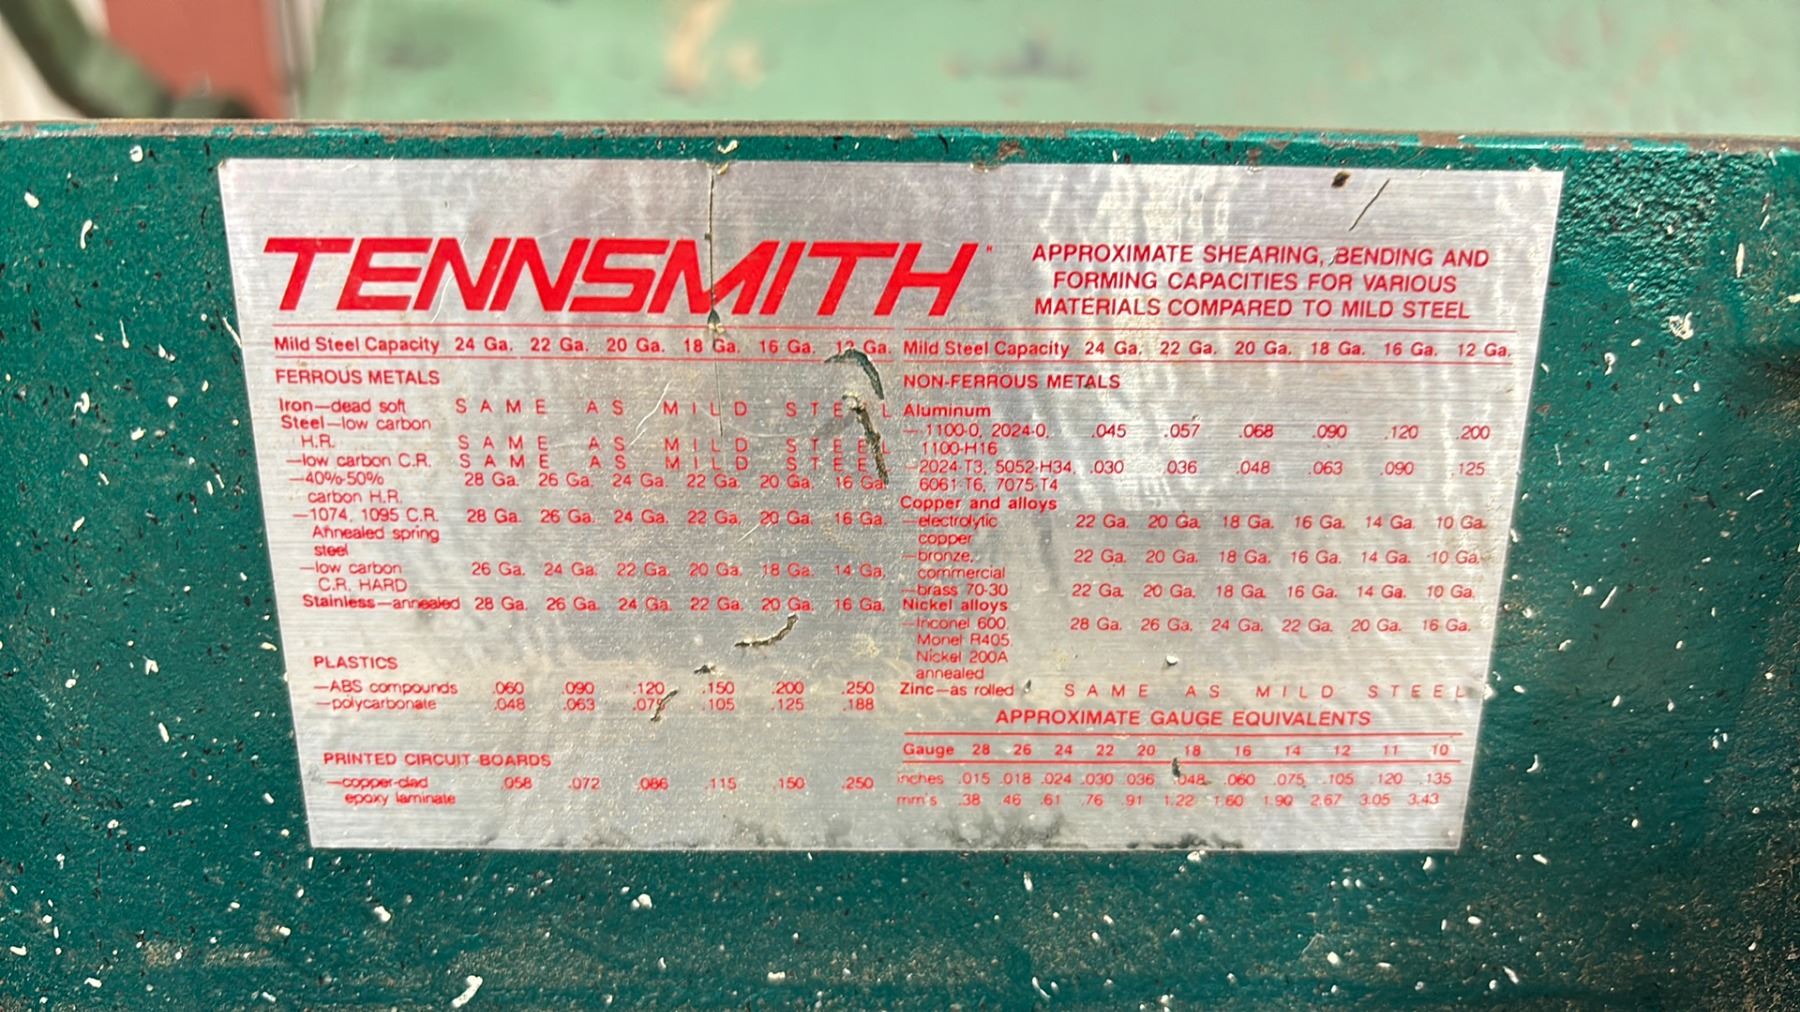 TENNSMITH
APPROXIMATE SHEARING, BENDING AND
FORMING CAPACITIES FOR VARIOUS
MATERIALS COMPARED TO MILD STEEL
Mild Steel Capacity 24 Ga. 22 Ga. 20 Ga. 18 Ga. 16 Ga. 12 Ga.
FERROUS METALS
Iron—dead soft SAME AS MILD STEEL
Steel—low carbon
H.R. SAME AS MILD STEEL
—low carbon C.R. SAME AS MILD STEEL
—40%-50% 28 Ga. 26 Ga. 24 Ga. 22 Ga. 20 Ga. 16 Ga.
carbon H.R.
—1074, 1095 C.R. 28 Ga. 26 Ga. 24 Ga. 22 Ga. 20 Ga. 16 Ga.
Annealed spring
steel
—low carbon 26 Ga. 24 Ga. 22 Ga. 20 Ga. 18 Ga. 14 Ga.
C.R. HARD
Stainless—annealed 28 Ga. 26 Ga. 24 Ga. 22 Ga. 20 Ga. 16 Ga.
PLASTICS
—ABS compounds .060 .090 .120 .150 .200 .250
—polycarbonate .048 .063 .075 .105 .125 .188
PRINTED CIRCUIT BOARDS
—copper-clad .058 .072 .086 .115 .150 .250
epoxy laminate
Mild Steel Capacity 24 Ga. 22 Ga. 20 Ga. 18 Ga. 16 Ga. 12 Ga.
NON-FERROUS METALS
Aluminum
—1100-0, 2024-0, .045 .057 .068 .090 .120 .200
1100-H16
—2024-T3, 5052-H34, .030 .036 .048 .063 .090 .125
6061-T6, 7075-T4
Copper and alloys
—electrolytic 22 Ga. 20 Ga. 18 Ga. 16 Ga. 14 Ga. 10 Ga.
copper
—bronze, 22 Ga. 20 Ga. 18 Ga. 16 Ga. 14 Ga. 10 Ga.
commercial
—brass 70-30 22 Ga. 20 Ga. 18 Ga. 16 Ga. 14 Ga. 10 Ga.
Nickel alloys
—Inconel 600, 28 Ga. 26 Ga. 24 Ga. 22 Ga. 20 Ga. 16 Ga.
Monel R405,
Nickel 200A
annealed
Zinc—as rolled SAME AS MILD STEEL
APPROXIMATE GAUGE EQUIVALENTS
Gauge 28 26 24 22 20 18 16 14 12 11 10
inches .015 .018 .024 .030 .036 .048 .060 .075 .105 .120 .135
mm's .38 .46 .61 .76 .91 1.22 1.60 1.90 2.67 3.05 3.43